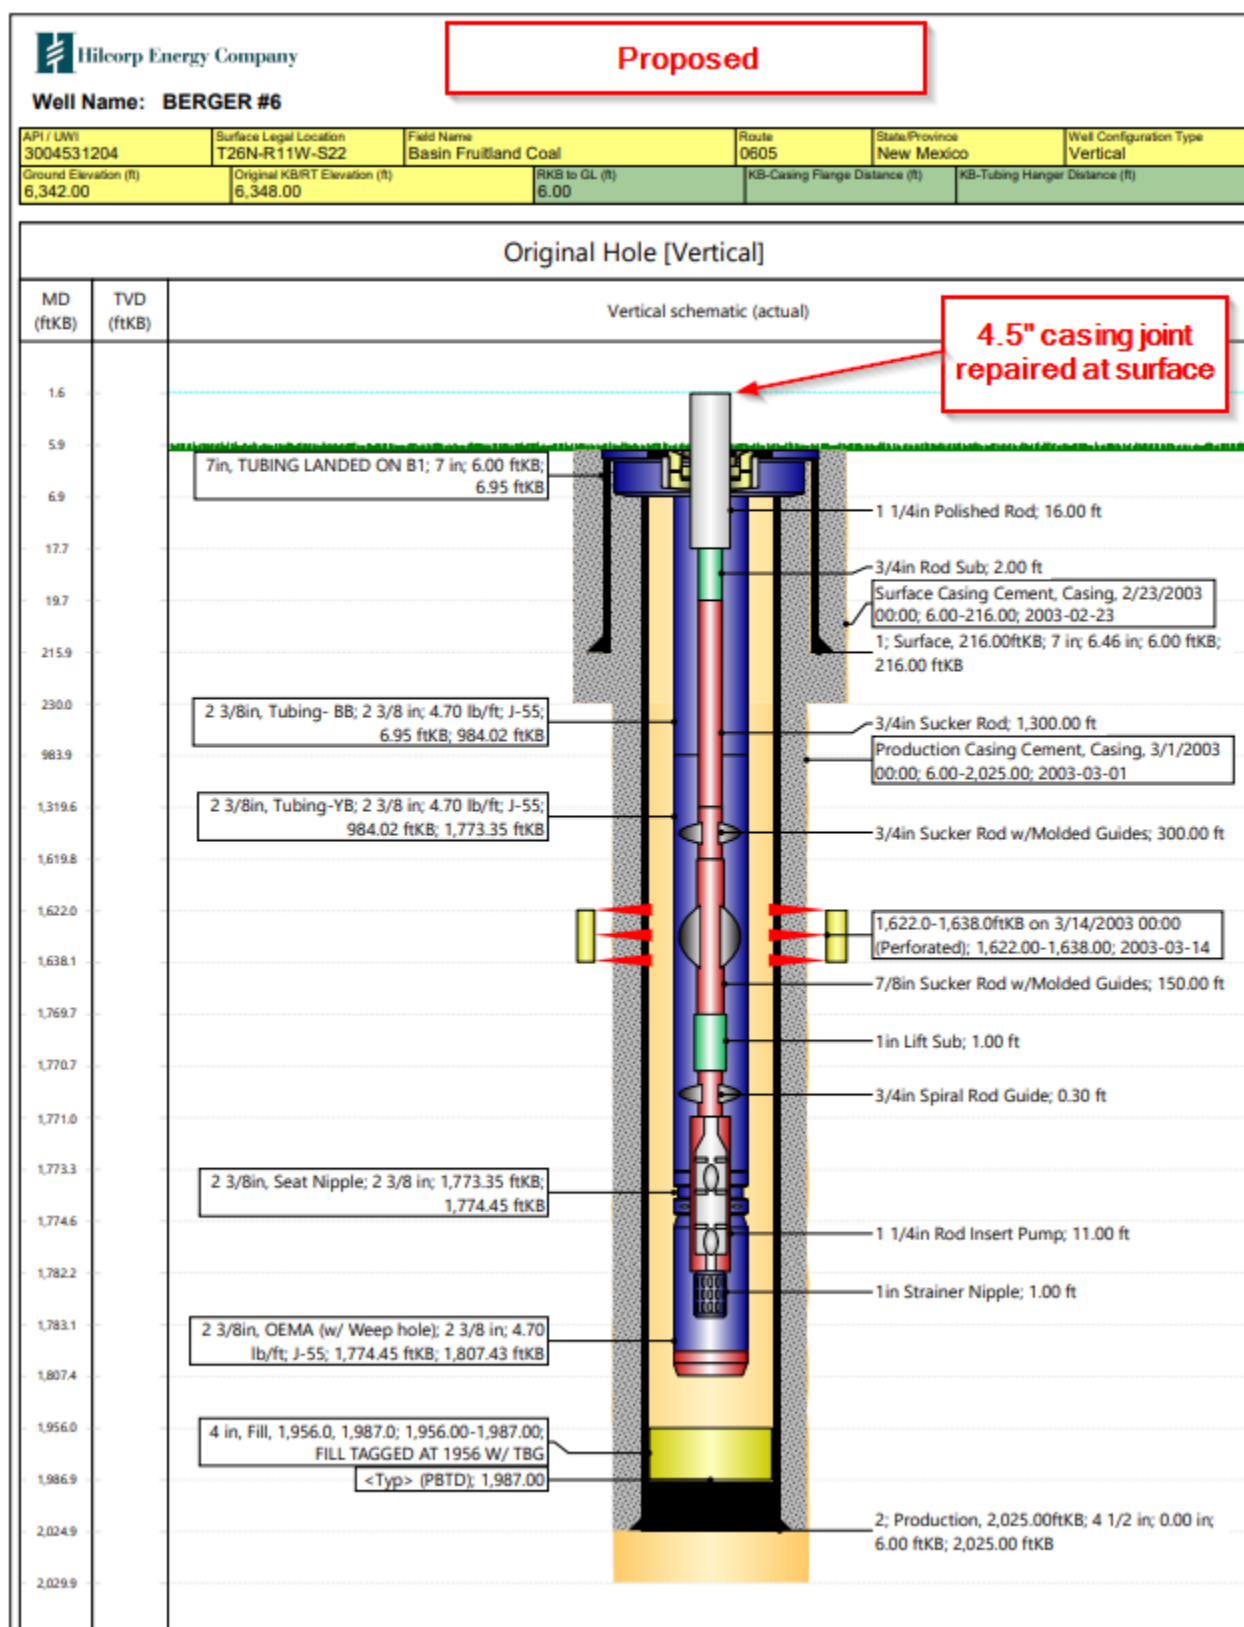 Hilcorp Energy Company
Proposed
Well Name: BERGER #6
API / UWI
3004531204
Surface Legal Location
T26N-R11W-S22
Field Name
Basin Fruitland Coal
Route
0605
State/Province
New Mexico
Well Configuration Type
Vertical
Ground Elevation (ft)
6,342.00
Original KB/RT Elevation (ft)
6,348.00
RKB to GL (ft)
6.00
KB-Casing Flange Distance (ft)
KB-Tubing Hanger Distance (ft)
Original Hole [Vertical]
MD
(ftKB)
TVD
(ftKB)
Vertical schematic (actual)
4.5" casing joint
repaired at surface
1.6
5.9
7in, TUBING LANDED ON B1; 7 in; 6.00 ftKB;
6.95 ftKB
6.9
1 1/4in Polished Rod; 16.00 ft
17.7
3/4in Rod Sub; 2.00 ft
19.7
Surface Casing Cement, Casing, 2/23/2003
00:00; 6.00-216.00; 2003-02-23
215.9
1; Surface, 216.00ftKB; 7 in; 6.46 in; 6.00 ftKB;
216.00 ftKB
230.0
2 3/8in, Tubing- BB; 2 3/8 in; 4.70 lb/ft; J-55;
6.95 ftKB; 984.02 ftKB
3/4in Sucker Rod; 1,300.00 ft
983.9
Production Casing Cement, Casing, 3/1/2003
00:00; 6.00-2,025.00; 2003-03-01
1,319.6
2 3/8in, Tubing-YB; 2 3/8 in; 4.70 lb/ft; J-55;
984.02 ftKB; 1,773.35 ftKB
3/4in Sucker Rod w/Molded Guides; 300.00 ft
1,619.8
1,622.0
1,622.0-1,638.0ftKB on 3/14/2003 00:00
(Perforated); 1,622.00-1,638.00; 2003-03-14
1,638.1
7/8in Sucker Rod w/Molded Guides; 150.00 ft
1,769.7
1in Lift Sub; 1.00 ft
1,770.7
3/4in Spiral Rod Guide; 0.30 ft
1,771.0
1,773.3
2 3/8in, Seat Nipple; 2 3/8 in; 1,773.35 ftKB;
1,774.45 ftKB
1,774.6
1 1/4in Rod Insert Pump; 11.00 ft
1,782.2
1in Strainer Nipple; 1.00 ft
1,783.1
2 3/8in, OEMA (w/ Weep hole); 2 3/8 in; 4.70
lb/ft; J-55; 1,774.45 ftKB; 1,807.43 ftKB
1,807.4
1,956.0
4 in, Fill, 1,956.0, 1,987.0; 1,956.00-1,987.00;
FILL TAGGED AT 1956 W/ TBG
1,986.9
<Typ> (PBTD); 1,987.00
2,024.9
2; Production, 2,025.00ftKB; 4 1/2 in; 0.00 in;
6.00 ftKB; 2,025.00 ftKB
2,029.9